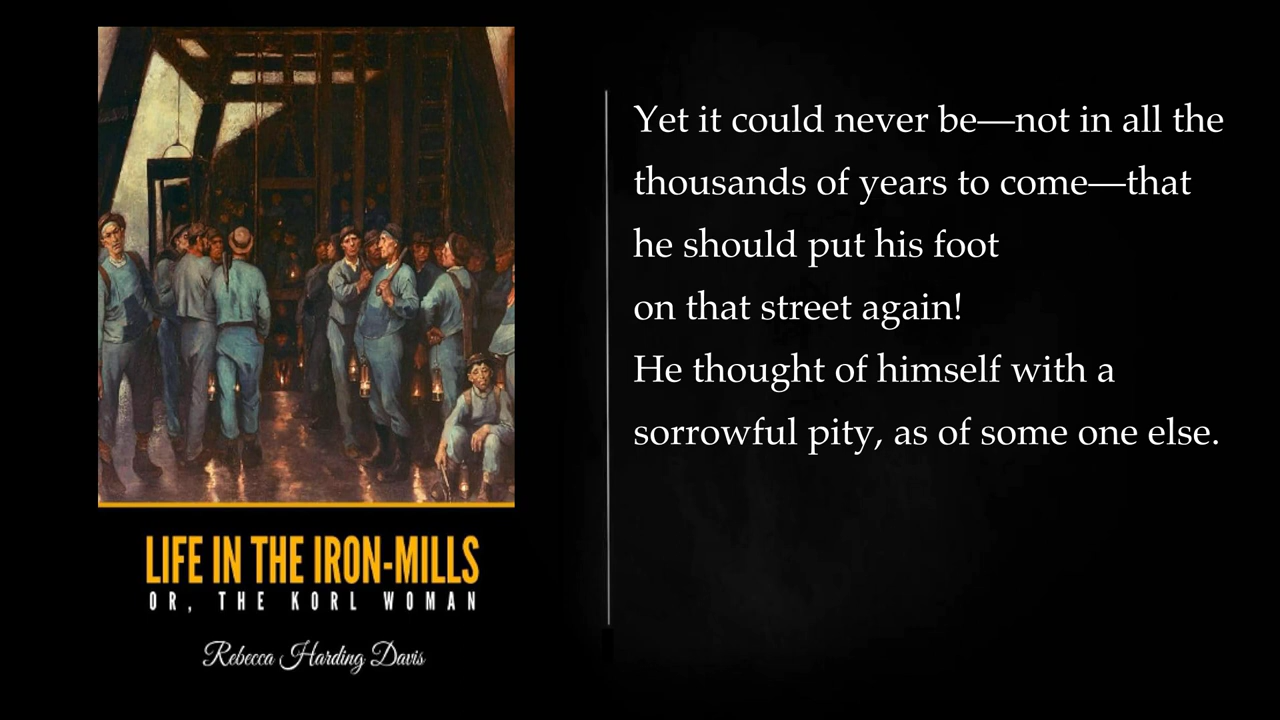 LIFE IN THE IRON-MILLS
OR, THE KORL WOMAN
Rebecca Harding Davis
Yet it could never be—not in all the
thousands of years to come—that
he should put his foot
on that street again!
He thought of himself with a
sorrowful pity, as of some one else.